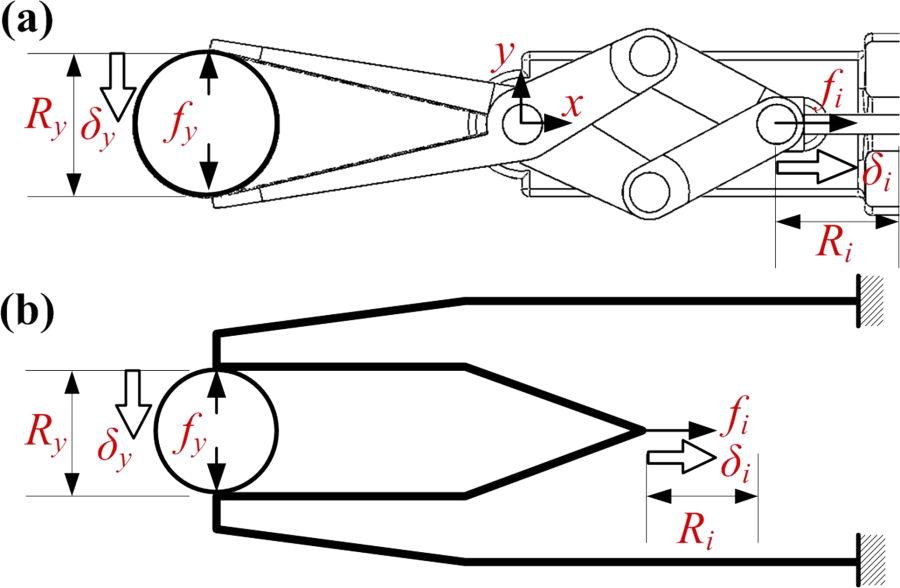 (a)
R_y
δ_y
f_y
y
x
f_i
δ_i
R_i
(b)
R_y
δ_y
f_y
f_i
δ_i
R_i